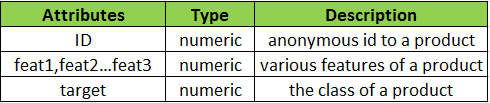 Attributes Type Description
ID numeric anonymous id to a product
feat1,feat2...feat3 numeric various features of a product
target numeric the class of a product